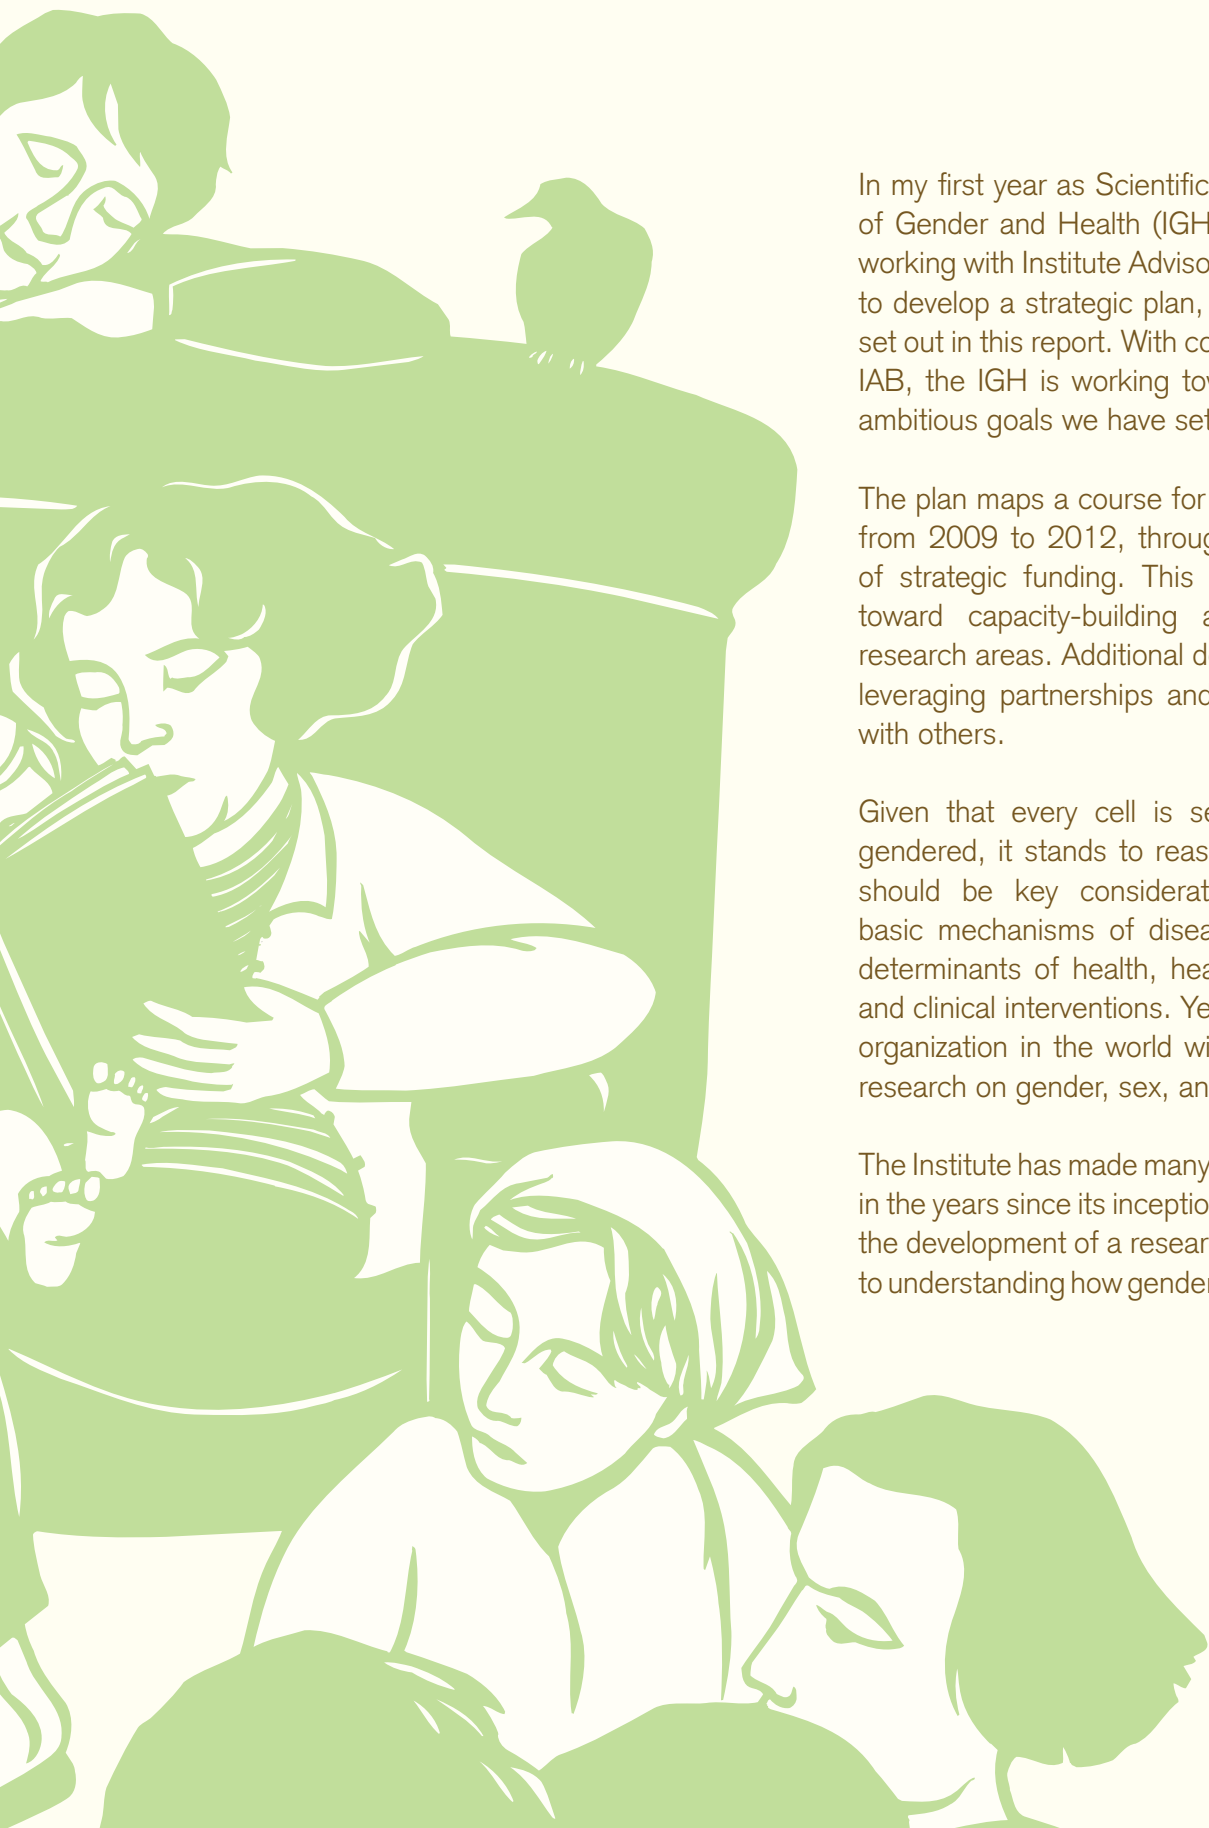 In my first year as Scientific
of Gender and Health (IGH
working with Institute Adviso
to develop a strategic plan,
set out in this report. With co
IAB, the IGH is working tov
ambitious goals we have set
The plan maps a course for
from 2009 to 2012, throug
of strategic funding. This
toward capacity-building a
research areas. Additional d
leveraging partnerships and
with others.
Given that every cell is se
gendered, it stands to reas
should be key considerat
basic mechanisms of disea
determinants of health, hea
and clinical interventions. Ye
organization in the world wi
research on gender, sex, an
The Institute has made many
in the years since its inceptio
the development of a resear
to understanding how gender